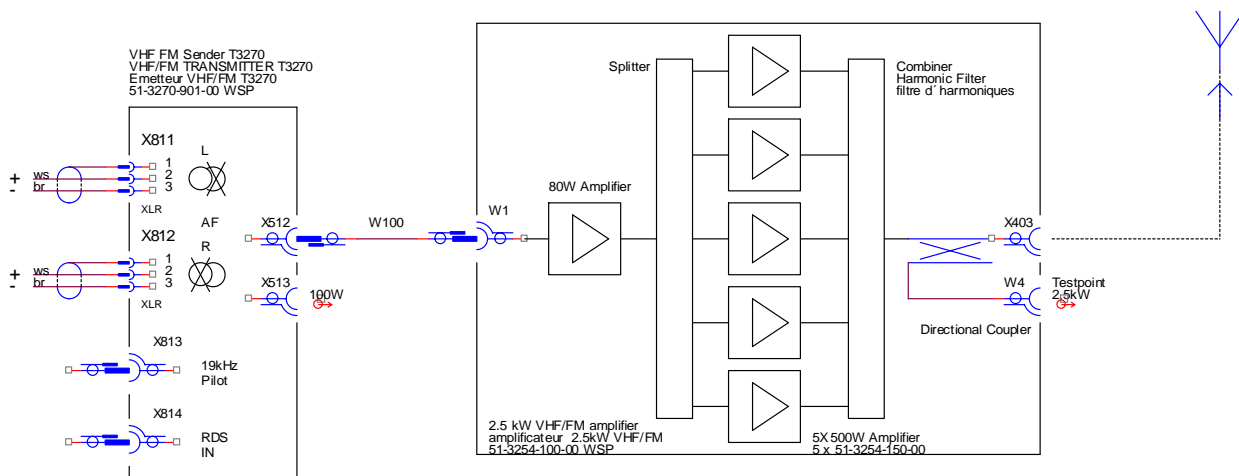 VHF FM Sender T3270
VHF/FM TRANSMITTER T3270
Emetteur VHF/FM T3270
51-3270-901-00 WSP
X811
L
1
2
3
+
-
ws
br
XLR
AF
X812
R
1
2
3
+
-
ws
br
XLR
X813
19kHz
Pilot
X814
RDS
IN
X512
X513
100W
W100
W1
80W Amplifier
Splitter
Combiner
Harmonic Filter
filtre d´harmoniques
X403
W4
Testpoint
2.5kW
Directional Coupler
2.5 kW VHF/FM amplifier
amplificateur 2.5kW VHF/FM
51-3254-100-00 WSP
5X 500W Amplifier
5 x 51-3254-150-00